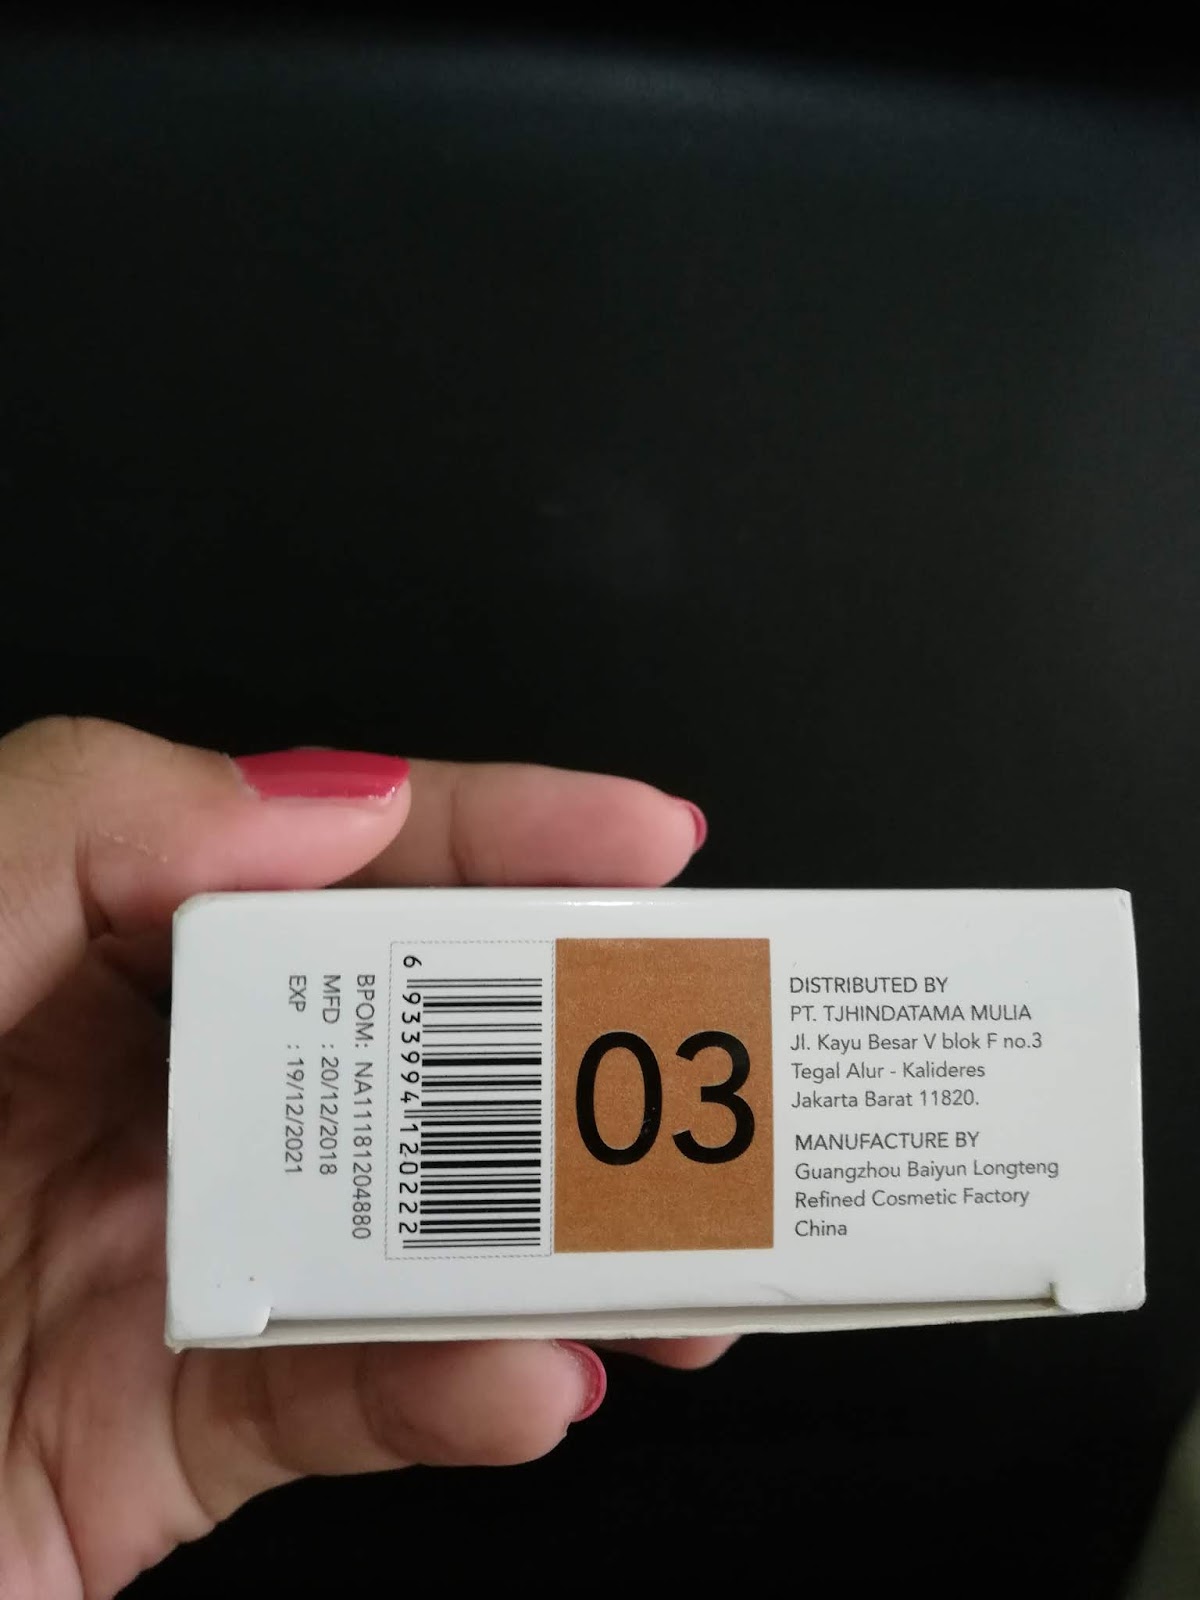 DISTRIBUTED BY
PT. TJHINDATAMA MULIA
Jl. Kayu Besar V blok F no.3
Tegal Alur - Kalideres
Jakarta Barat 11820.
MANUFACTURE BY
Guangzhou Baiyun Longteng
Refined Cosmetic Factory
China
03
6 933994 120222
BPOM: NA11181204880
MFD : 20/12/2018
EXP : 19/12/2021